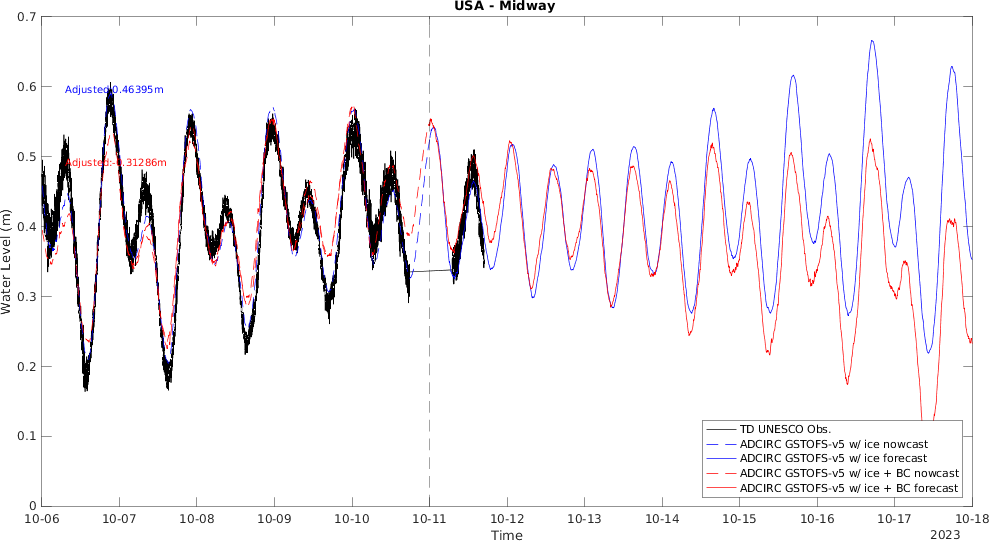 USA - Midway
0.7
0.6
0.5
0.4
0.3
0.2
0.1
0
Water Level (m)
Adjusted:0.46395m
Adjusted:-0.31286m
TD UNESCO Obs.
ADCIRC GSTOFS-v5 w/ ice nowcast
ADCIRC GSTOFS-v5 w/ ice forecast
ADCIRC GSTOFS-v5 w/ ice + BC nowcast
ADCIRC GSTOFS-v5 w/ ice + BC forecast
10-06 10-07 10-08 10-09 10-10 10-11 10-12 10-13 10-14 10-15 10-16 10-17 10-18
Time
2023